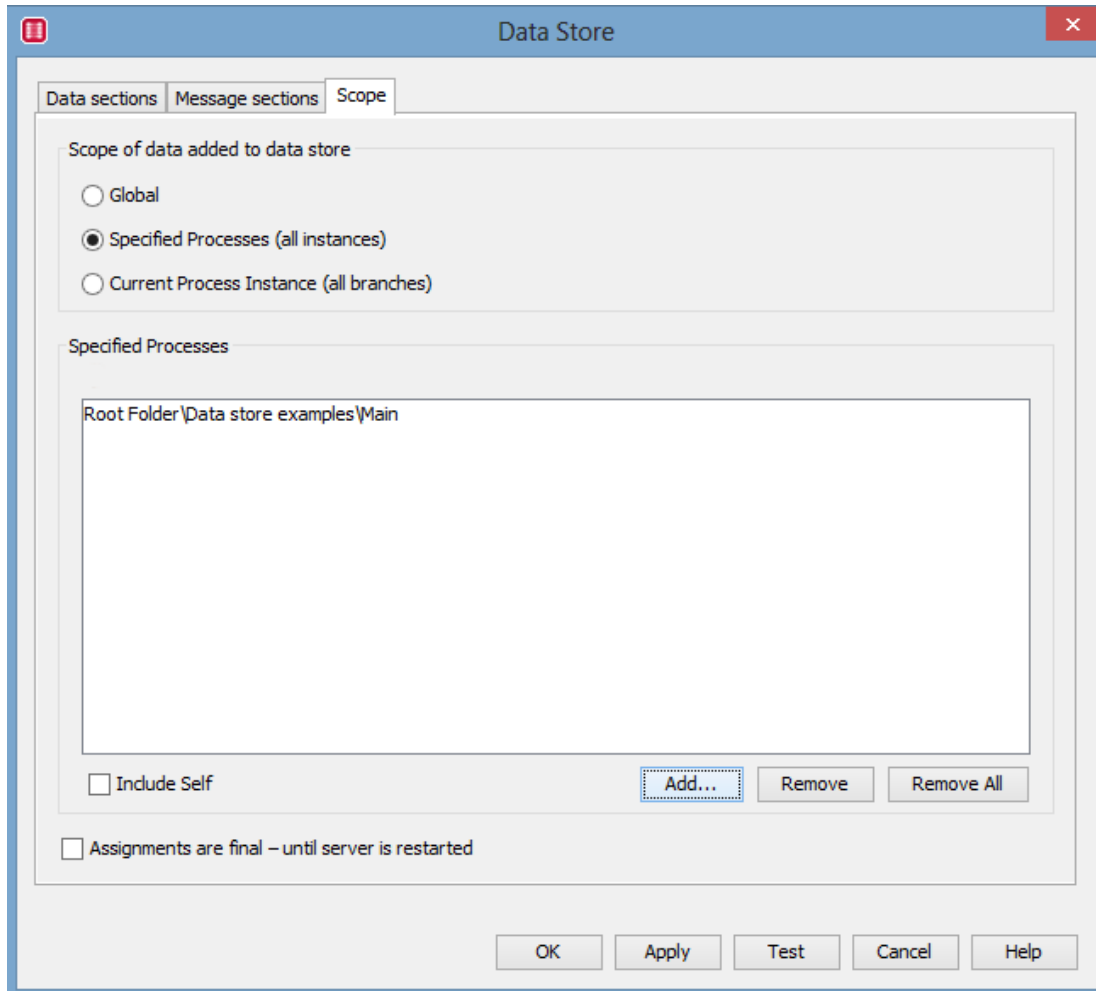 Data Store
Data sections Message sections Scope
Scope of data added to data store
Global
Specified Processes (all instances)
Current Process Instance (all branches)
Specified Processes
Root Folder\Data store examples\Main
Include Self Add... Remove Remove All
Assignments are final – until server is restarted
OK Apply Test Cancel Help